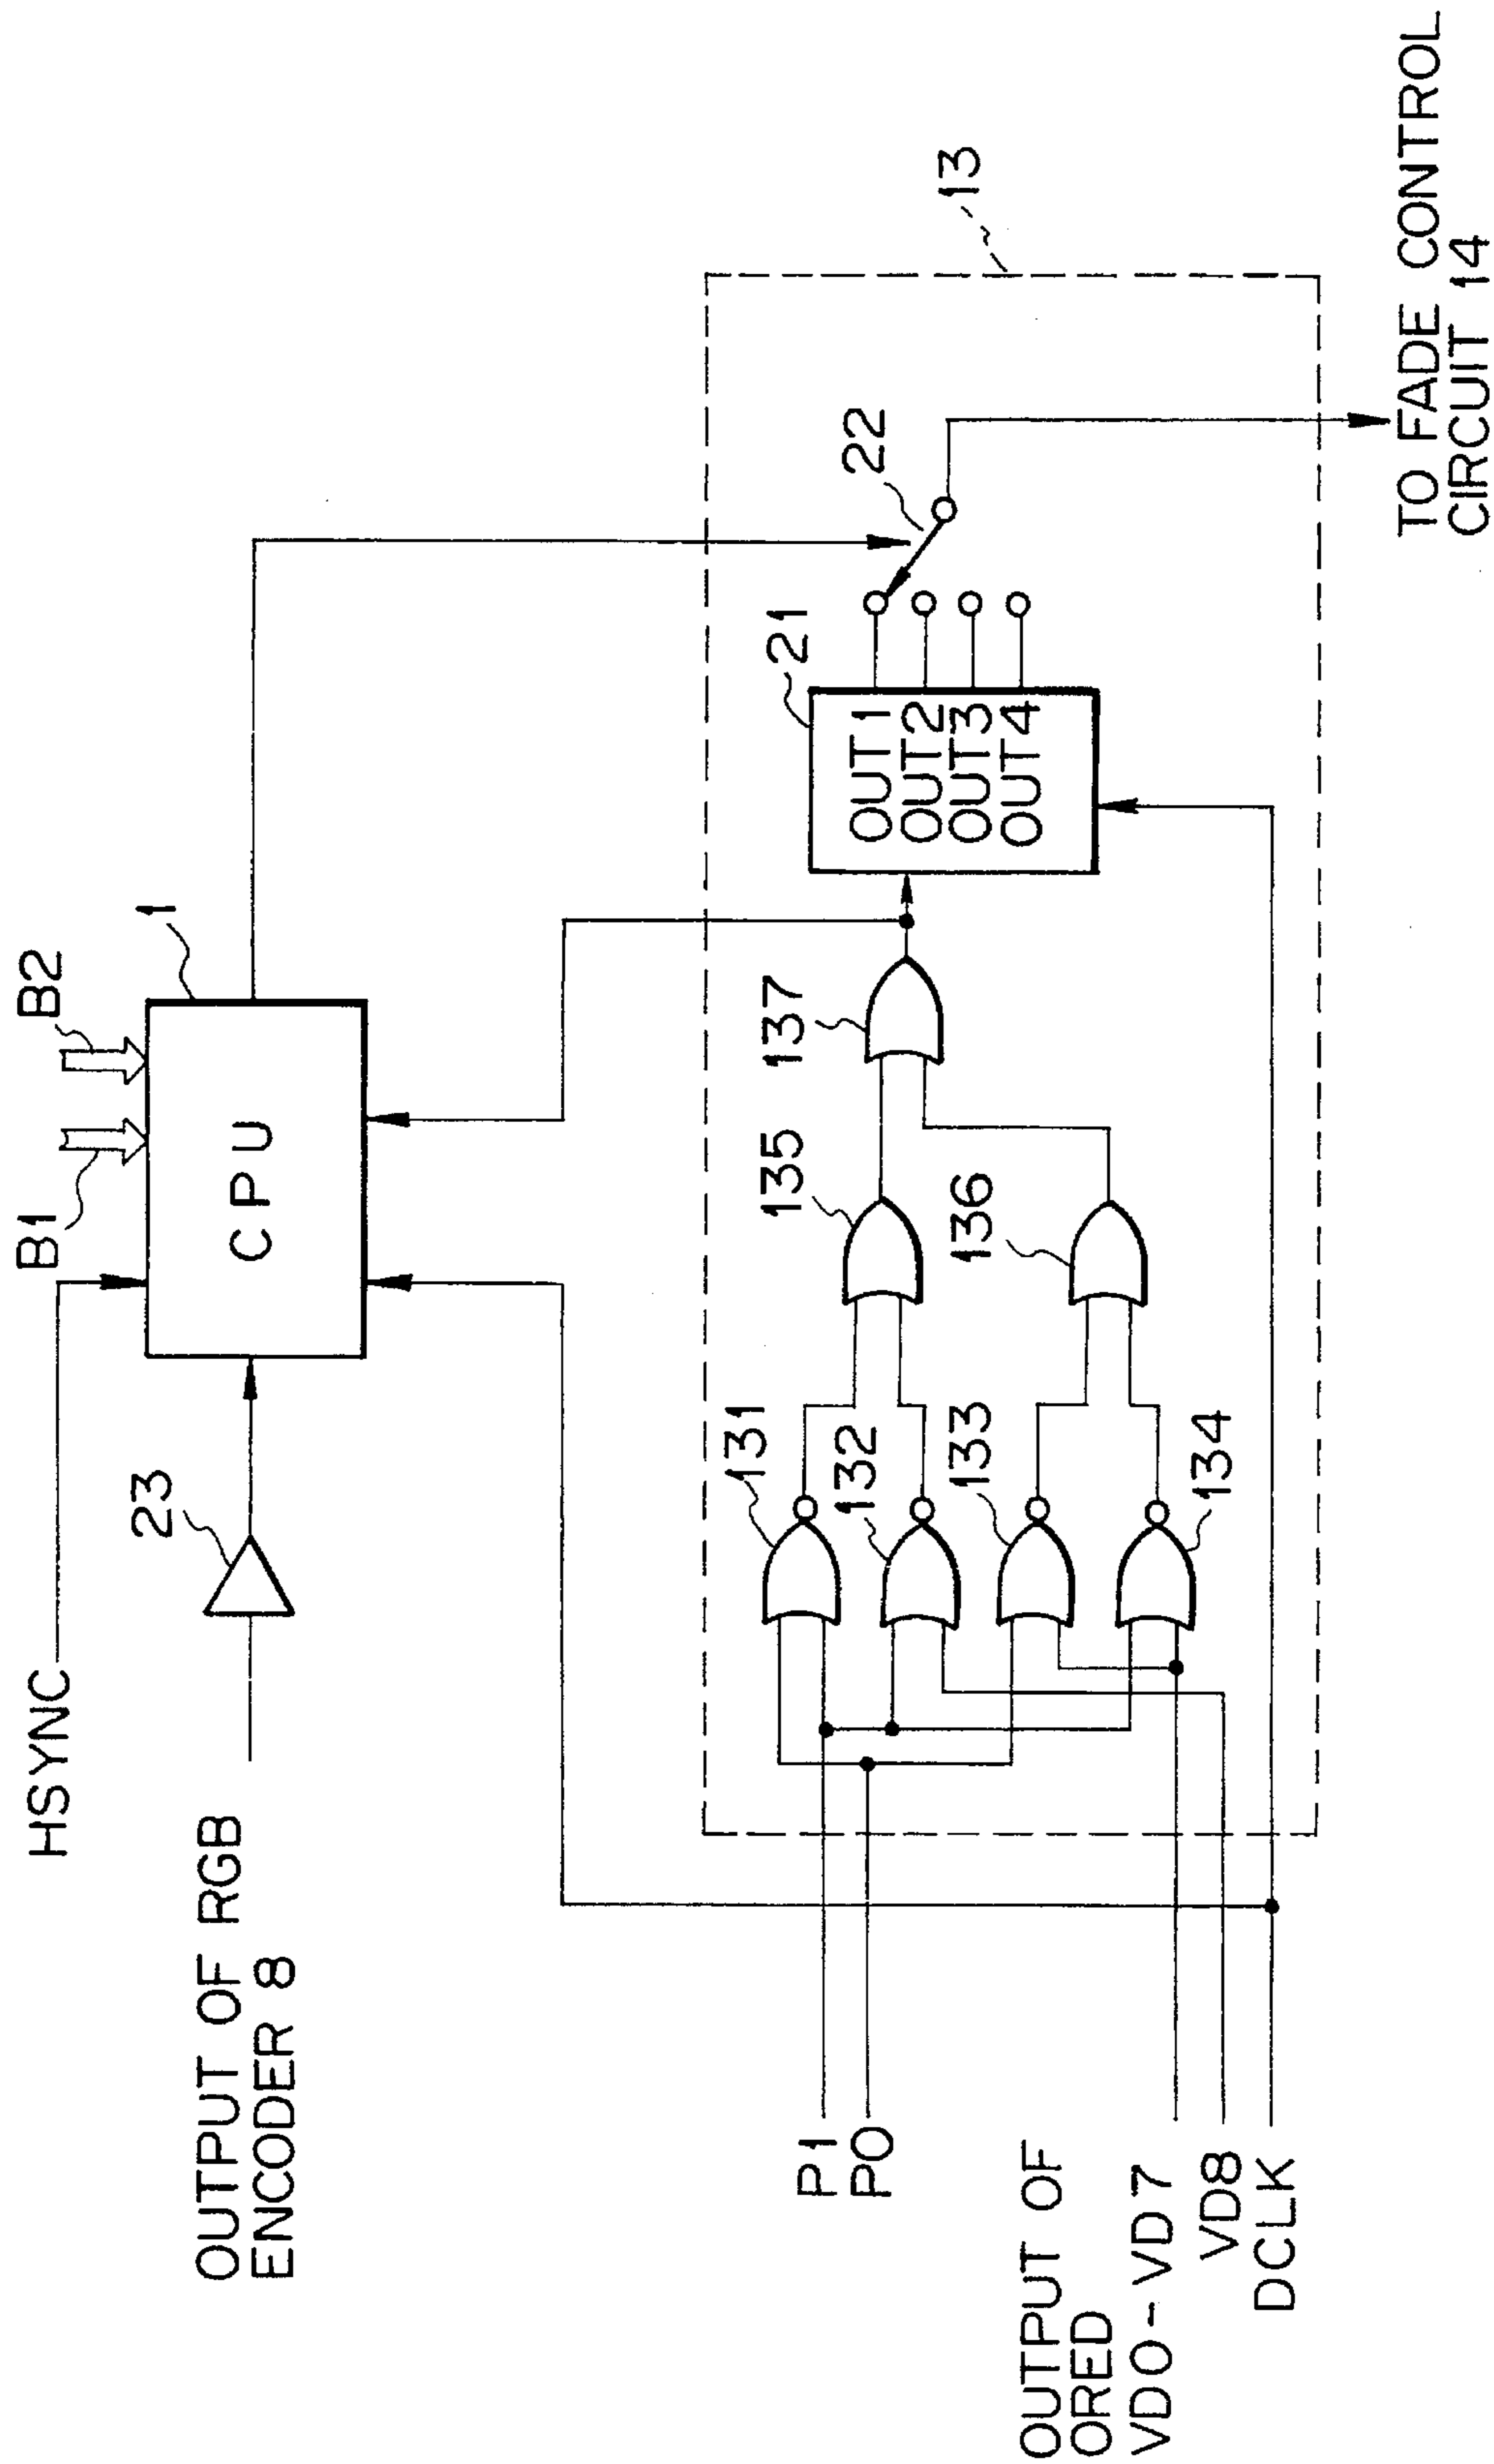 HSYNC
B1
B2
OUTPUT OF RGB
ENCODER 8
23
1
CPU
P1
P0
OUTPUT OF
ORED
VD0-VD7
VD8
DCLK
131
132
133
134
135
136
137
21
OUT1
OUT2
OUT3
OUT4
22
13
TO FADE CONTROL
CIRCUIT 14